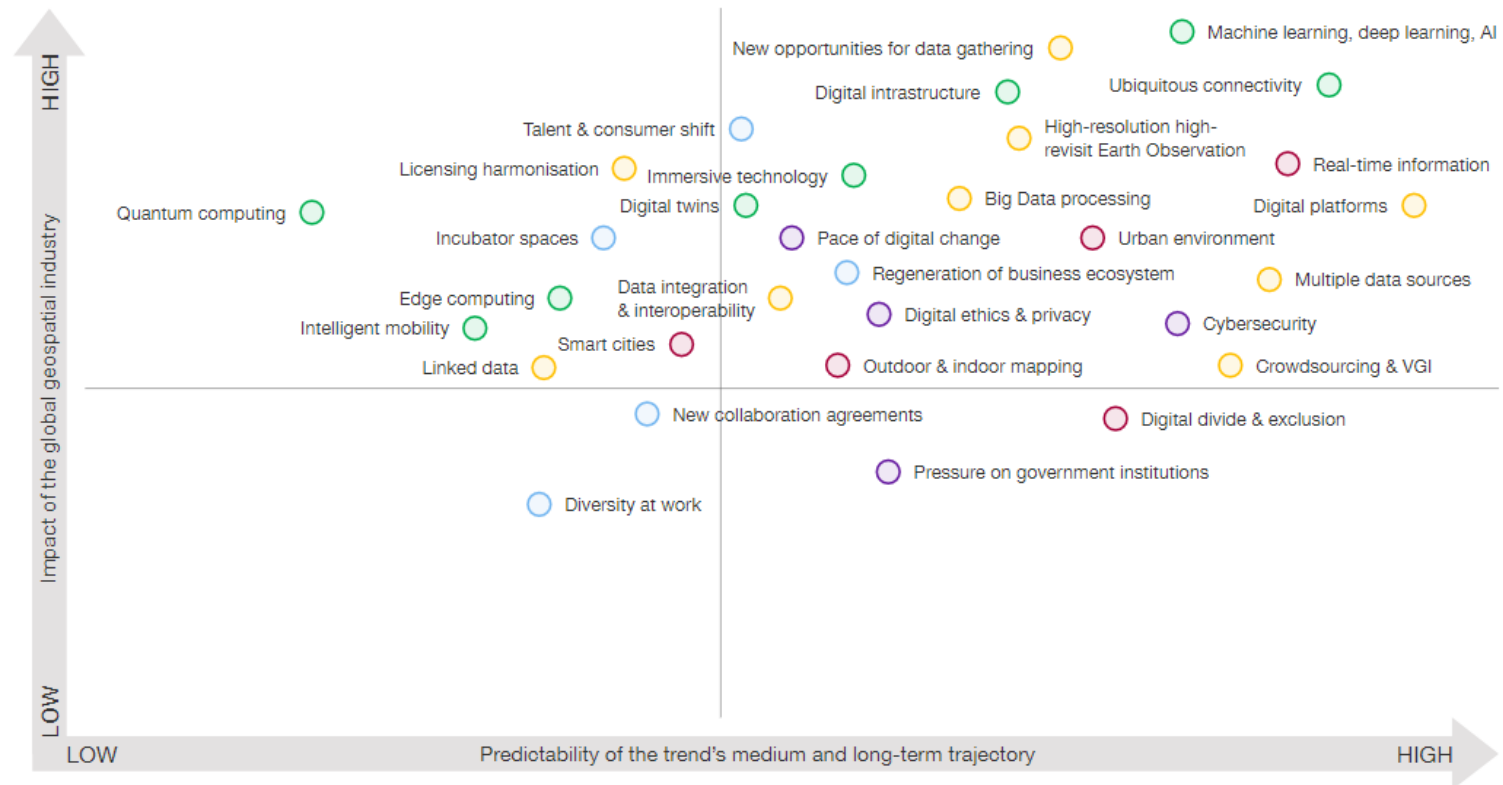 HIGH
Impact of the global geospatial industry
LOW
Machine learning, deep learning, AI
New opportunities for data gathering
Ubiquitous connectivity
Digital intrastructure
Talent & consumer shift
High-resolution high-
revisit Earth Observation
Real-time information
Licensing harmonisation
Immersive technology
Big Data processing
Digital twins
Digital platforms
Quantum computing
Incubator spaces
Pace of digital change
Urban environment
Regeneration of business ecosystem
Multiple data sources
Data integration
& interoperability
Edge computing
Digital ethics & privacy
Cybersecurity
Intelligent mobility
Smart cities
Linked data
Outdoor & indoor mapping
Crowdsourcing & VGI
New collaboration agreements
Digital divide & exclusion
Pressure on government institutions
Diversity at work
LOW
Predictability of the trend's medium and long-term trajectory
HIGH